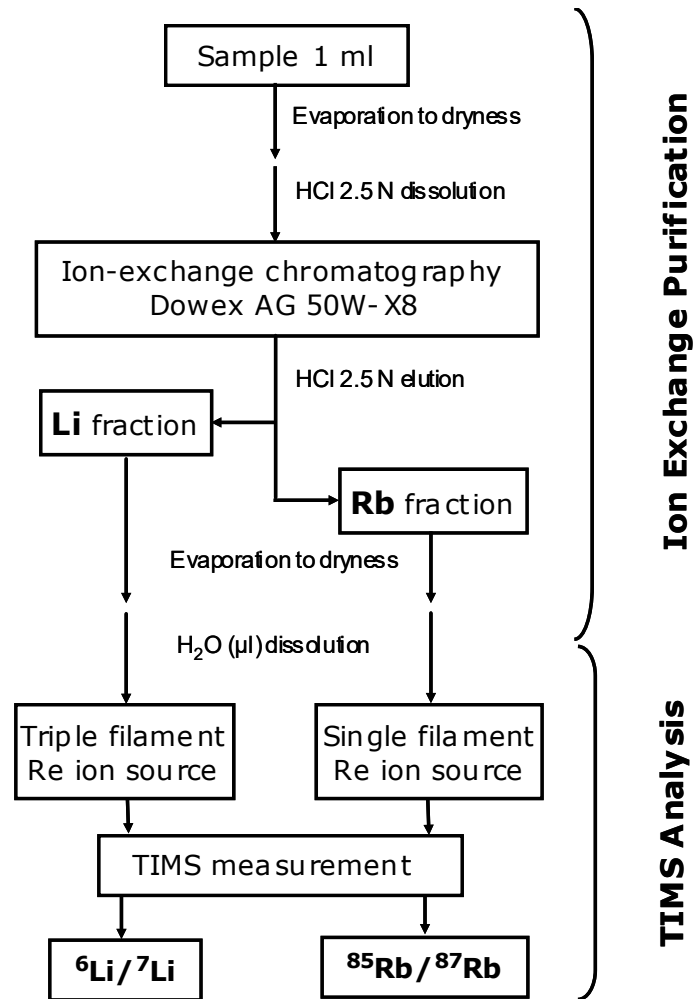 Sample 1 ml
Evaporation to dryness
HCl 2.5 N dissolution
Ion-exchange chromatography
Dowex AG 50W-X8
HCl 2.5 N elution
Li fraction
Rb fraction
Evaporation to dryness
H₂O (µl) dissolution
Triple filament
Re ion source
Single filament
Re ion source
TIMS measurement
⁶Li/⁷Li
⁸⁵Rb/⁸⁷Rb
Ion Exchange Purification
TIMS Analysis